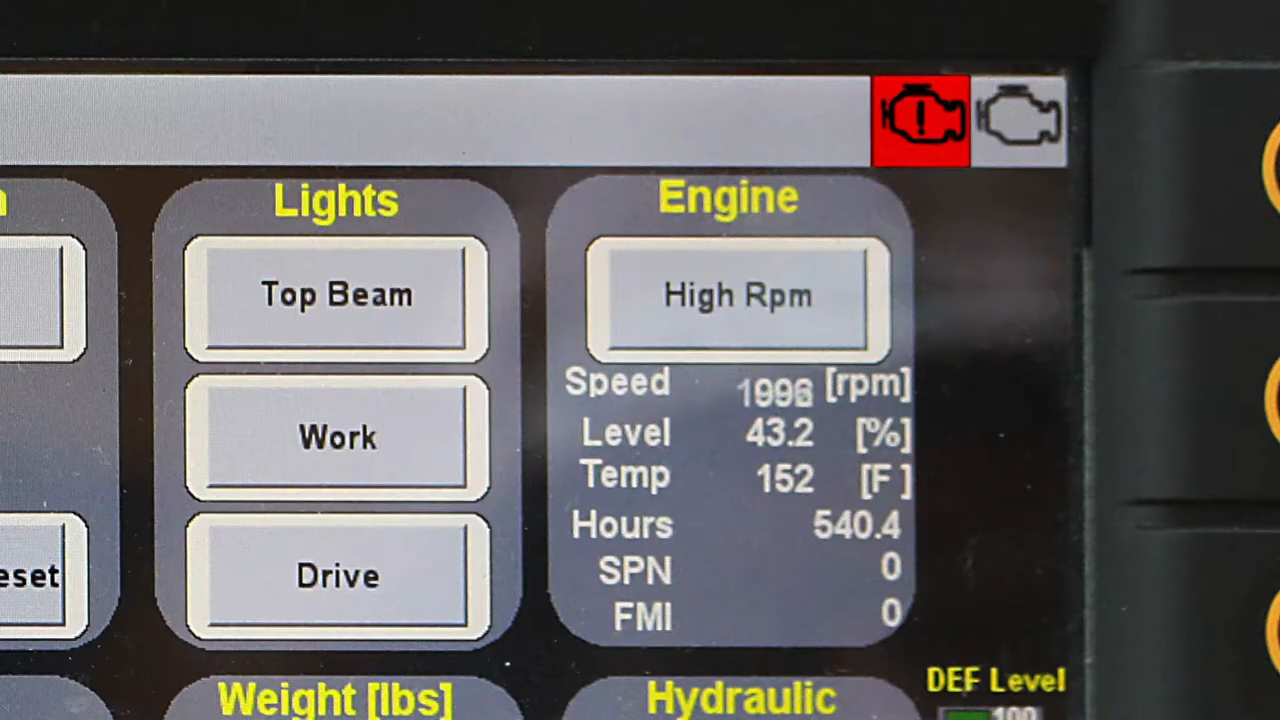 Lights
Top Beam
Work
Drive
eset
Engine
High Rpm
Speed [rpm]
Level 43.2 [%]
Temp 152 [F ]
Hours 540.4
SPN 0
FMI 0
Weight [lbs]
Hydraulic
DEF Level
100